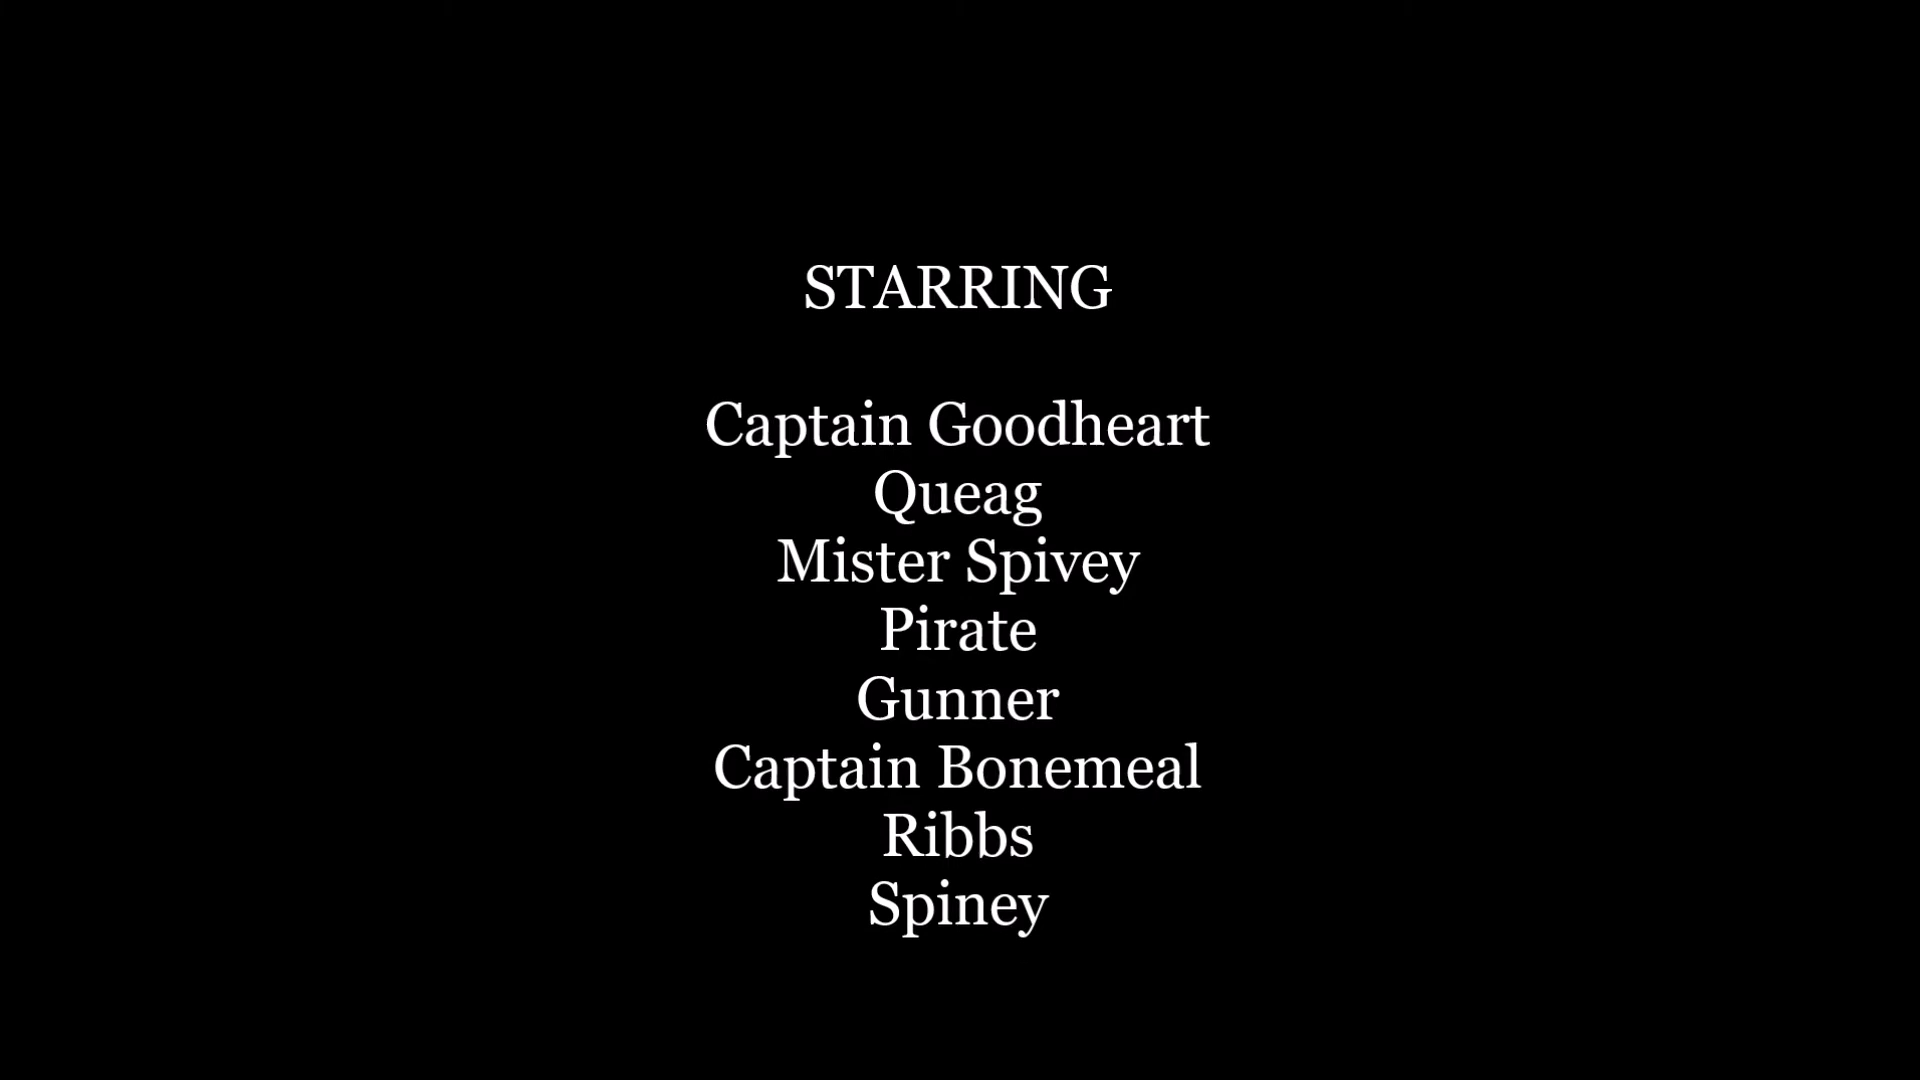 STARRING
Captain Goodheart
Queag
Mister Spivey
Pirate
Gunner
Captain Bonemeal
Ribbs
Spiney